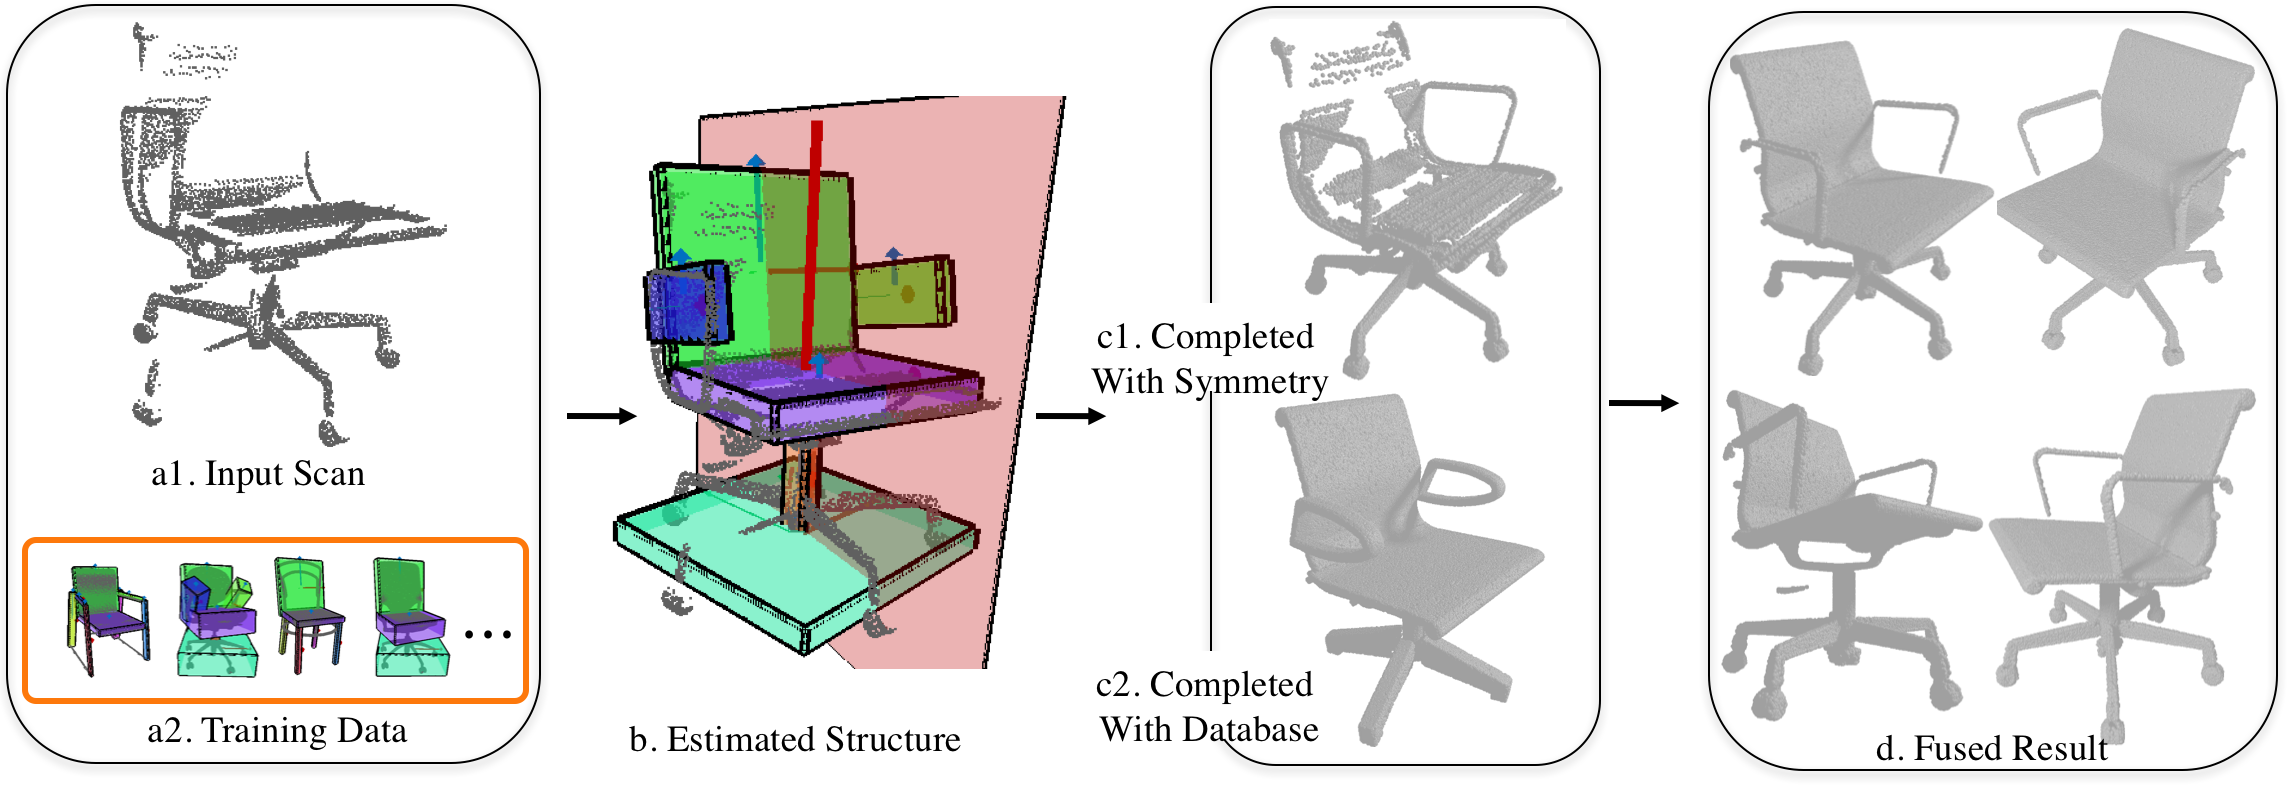 a1. Input Scan
a2. Training Data
b. Estimated Structure
c1. Completed
With Symmetry
c2. Completed
With Database
d. Fused Result